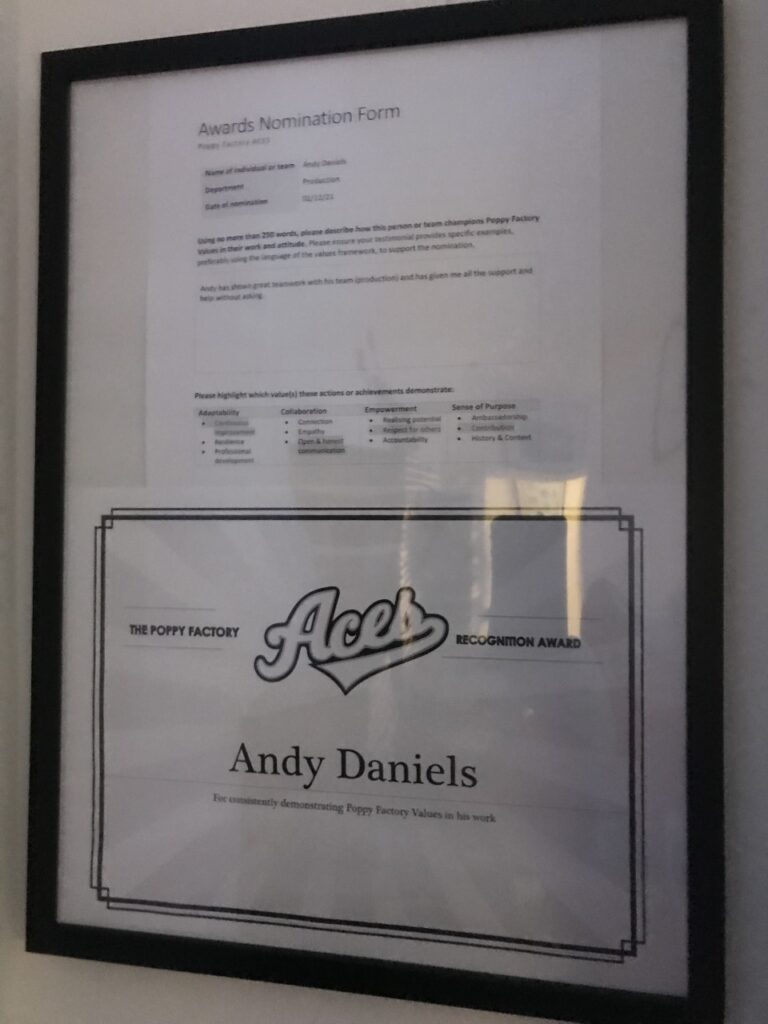 Awards Nomination Form
Poppy Factory ACES
Name of individual or team Andy Daniels
Department Production
Date of nomination
Using no more than 250 words, please describe how this person or team champions Poppy Factory
Values in their work and attitude. Please ensure your testimonial provides specific examples,
preferably using the language of the values framework, to support the nomination.
Andy has shown great teamwork with his team (production) and has given me all the support and
help without asking.
Please highlight which value(s) these actions or achievements demonstrate:
Adaptability Collaboration Empowerment Sense of Purpose
• Continuous • Connection • Realising potential • Ambassadorship
improvement • Empathy • Respect for others • Contribution
• Resilience • Open & honest • Accountability • History & Context
• Professional communication
development
THE POPPY FACTORY Aces RECOGNITION AWARD
Andy Daniels
For consistently demonstrating Poppy Factory Values in his work